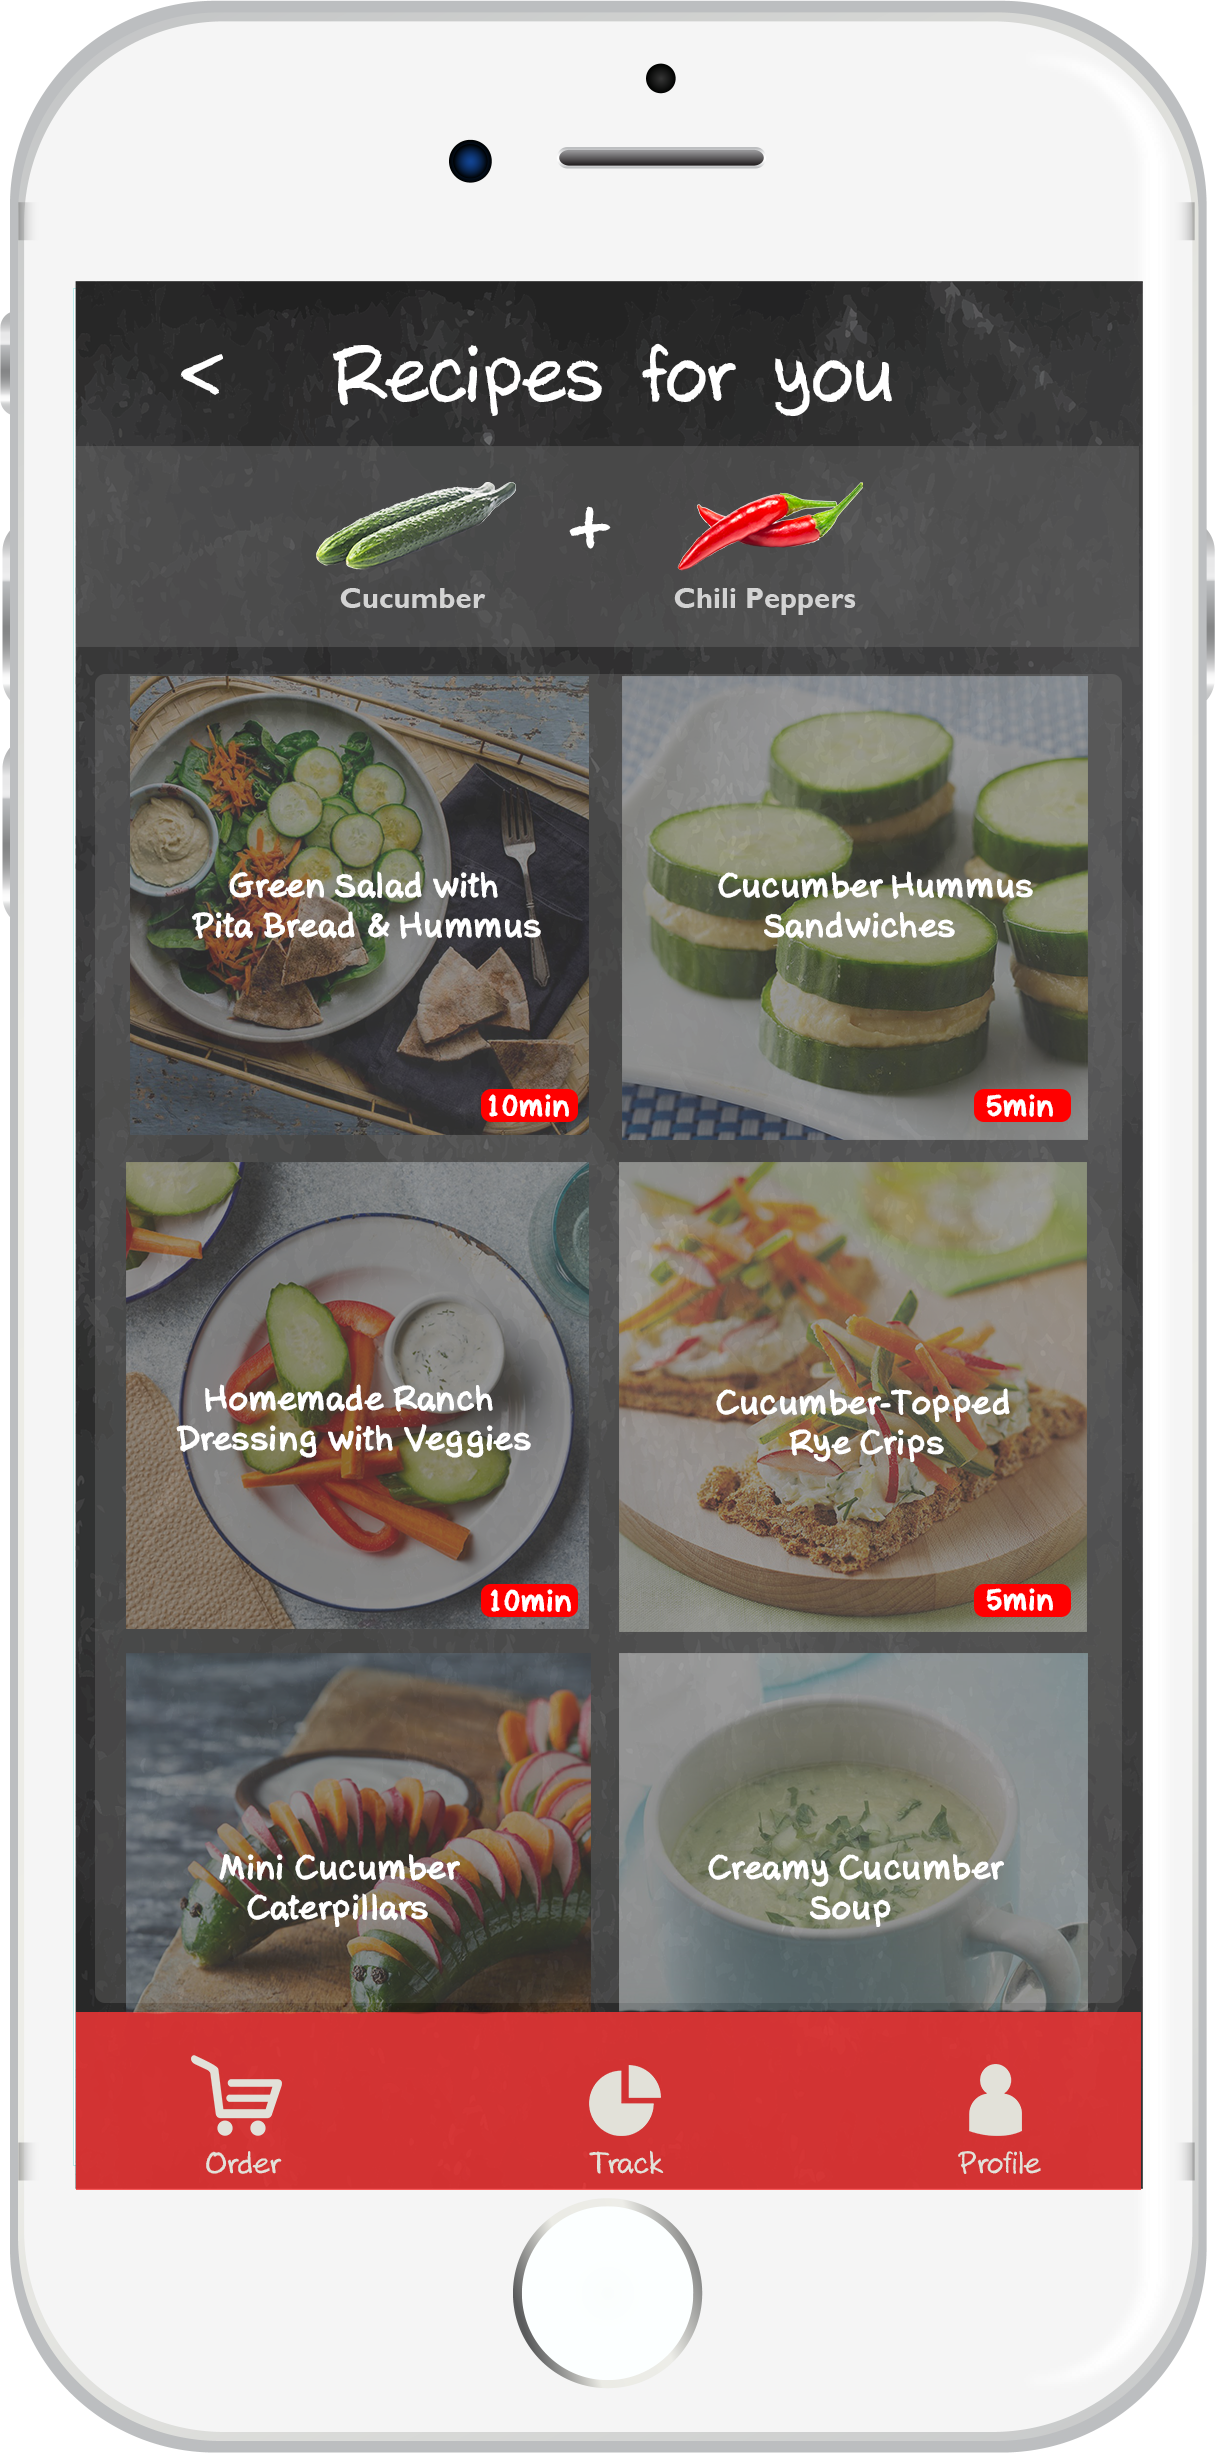 < Recipes for you
+
Cucumber
Chili Peppers
Green Salad with
Pita Bread & Hummus
10min
Cucumber Hummus
Sandwiches
5min
Homemade Ranch
Dressing with Veggies
10min
Cucumber-Topped
Rye Crips
5min
Mini Cucumber
Caterpillars
Creamy Cucumber
Soup
Order
Track
Profile